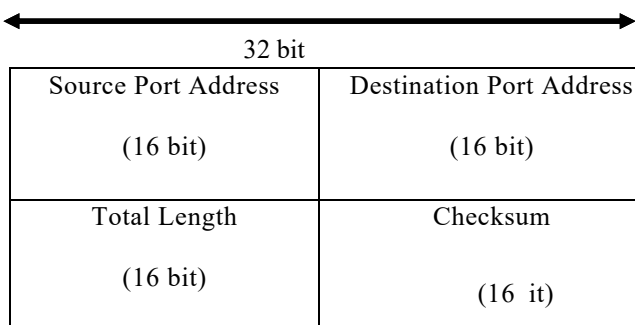 32 bit
Source Port Address Destination Port Address
(16 bit) (16 bit)
Total Length Checksum
(16 bit)
(16 it)